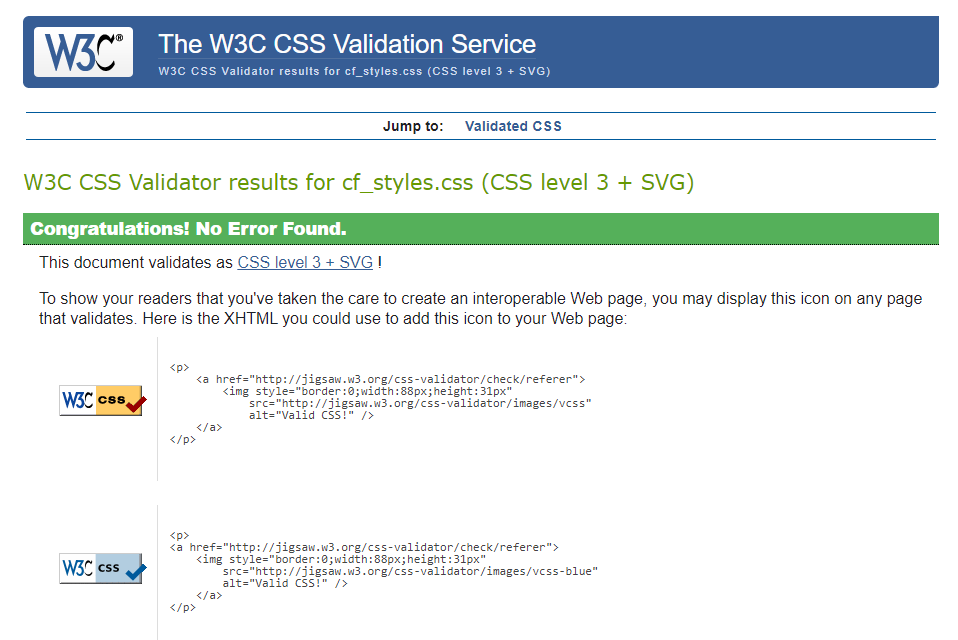 W3C®
The W3C CSS Validation Service
W3C CSS Validator results for cf_styles.css (CSS level 3 + SVG)
Jump to: Validated CSS
W3C CSS Validator results for cf_styles.css (CSS level 3 + SVG)
Congratulations! No Error Found.
This document validates as CSS level 3 + SVG !
To show your readers that you've taken the care to create an interoperable Web page, you may display this icon on any page
that validates. Here is the XHTML you could use to add this icon to your Web page:
W3C css
<p>
<a href="http://jigsaw.w3.org/css-validator/check/referer">
<img style="border:0;width:88px;height:31px"
src="http://jigsaw.w3.org/css-validator/images/vcss"
alt="Valid CSS!" />
</a>
</p>
W3C css
<p>
<a href="http://jigsaw.w3.org/css-validator/check/referer">
<img style="border:0;width:88px;height:31px"
src="http://jigsaw.w3.org/css-validator/images/vcss-blue"
alt="Valid CSS!" />
</a>
</p>